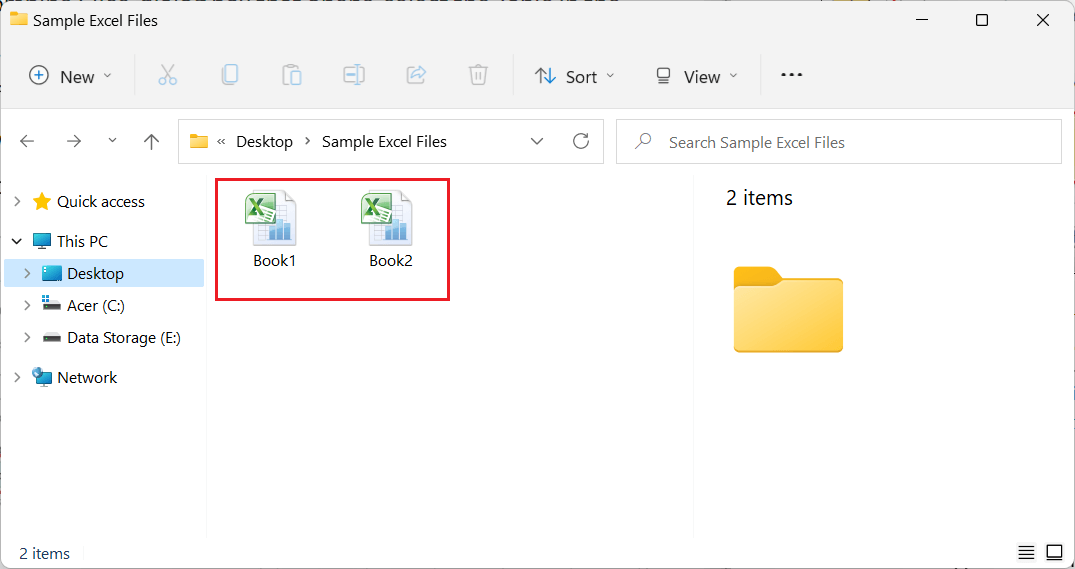 Sample Excel Files
New Sort View
« Desktop > Sample Excel Files Search Sample Excel Files
Quick access
This PC
Desktop
Acer (C:)
Data Storage (E:)
Network
Book1 Book2
2 items
2 items